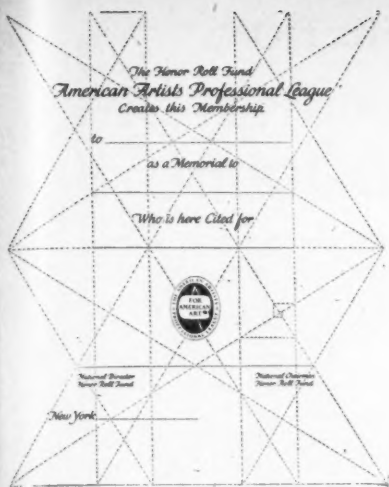 The Honor Roll Fund
American Artists Professional League
Creates this Membership
to
as a Memorial to
Who is here Cited for
FOR
AMERICAN
ART
National Director
Honor Roll Fund
National Chairman
Honor Roll Fund
New York